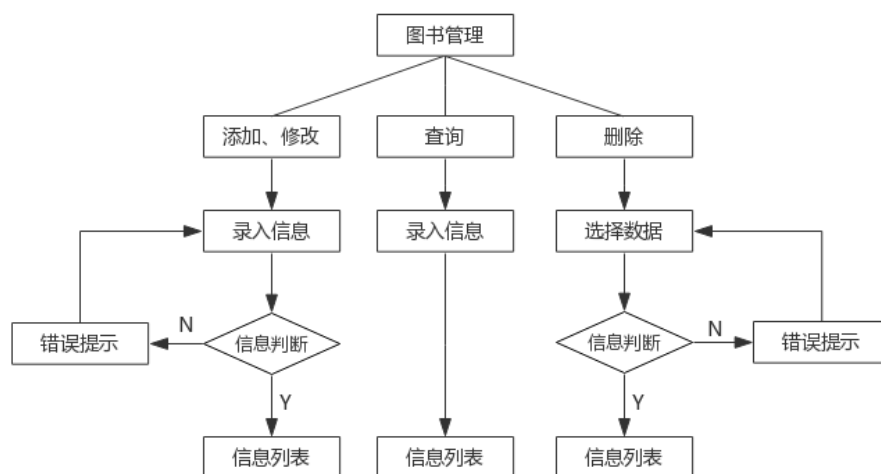 图书管理
添加、修改
查询
删除
录入信息
录入信息
选择数据
错误提示
N
信息判断
信息判断
N
错误提示
Y
Y
信息列表
信息列表
信息列表